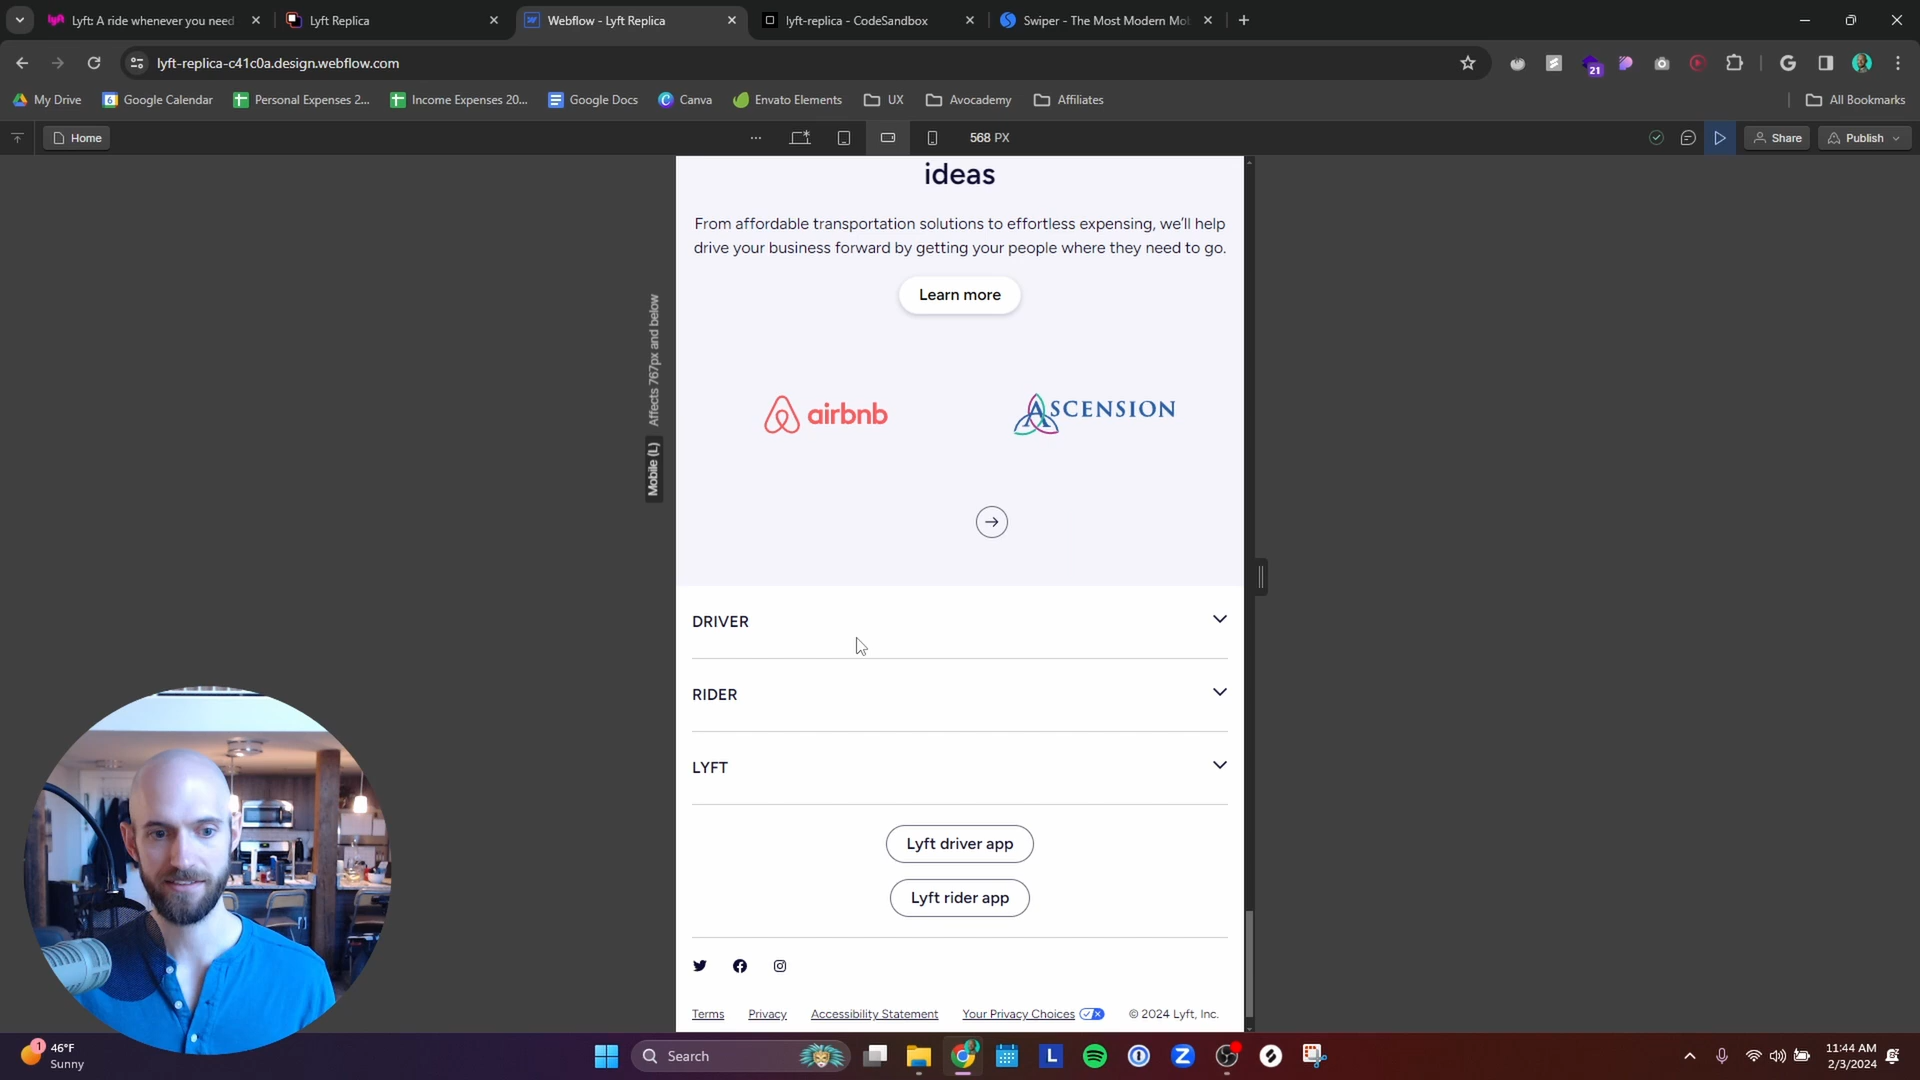 Lyft: A ride whenever you need
Lyft Replica
Webflow - Lyft Replica
lyft-replica - CodeSandbox
Swiper - The Most Modern Mo
lyft-replica-c41c0a.design.webflow.com
21
My Drive
Google Calendar
Personal Expenses 2...
Income Expenses 20...
Google Docs
Canva
Envato Elements
UX
Avocademy
Affiliates
All Bookmarks
Home
568 PX
Share
Publish
ideas
From affordable transportation solutions to effortless expensing, we'll help
drive your business forward by getting your people where they need to go.
Learn more
Affects 767px and below
Mobile (L)
airbnb
ASCENSION
DRIVER
RIDER
LYFT
Lyft driver app
Lyft rider app
Terms
Privacy
Accessibility Statement
Your Privacy Choices
© 2024 Lyft, Inc.
1
46°F
Sunny
Search
L
11:44 AM
2/3/2024